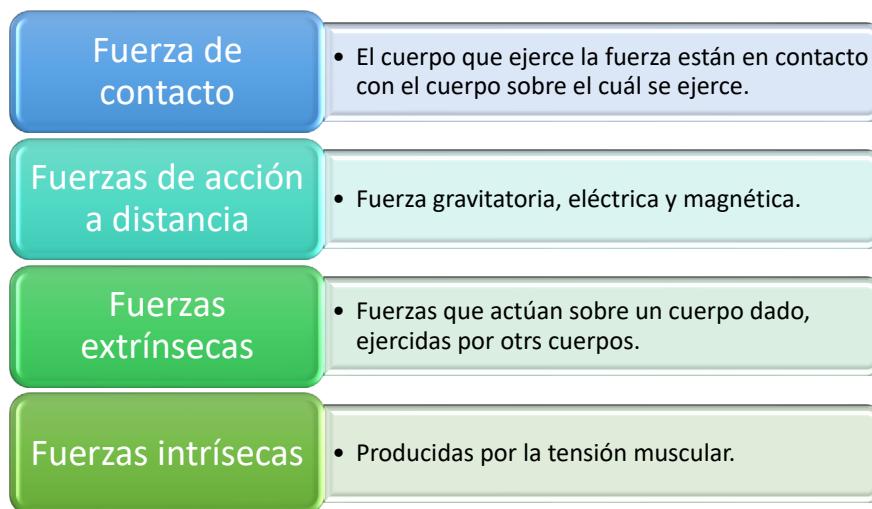 Fuerza de
contacto
• El cuerpo que ejerce la fuerza están en contacto
con el cuerpo sobre el cuál se ejerce.
Fuerzas de acción
a distancia
• Fuerza gravitatoria, eléctrica y magnética.
Fuerzas
extrínsecas
• Fuerzas que actúan sobre un cuerpo dado,
ejercidas por otrs cuerpos.
Fuerzas intrísecas
• Producidas por la tensión muscular.